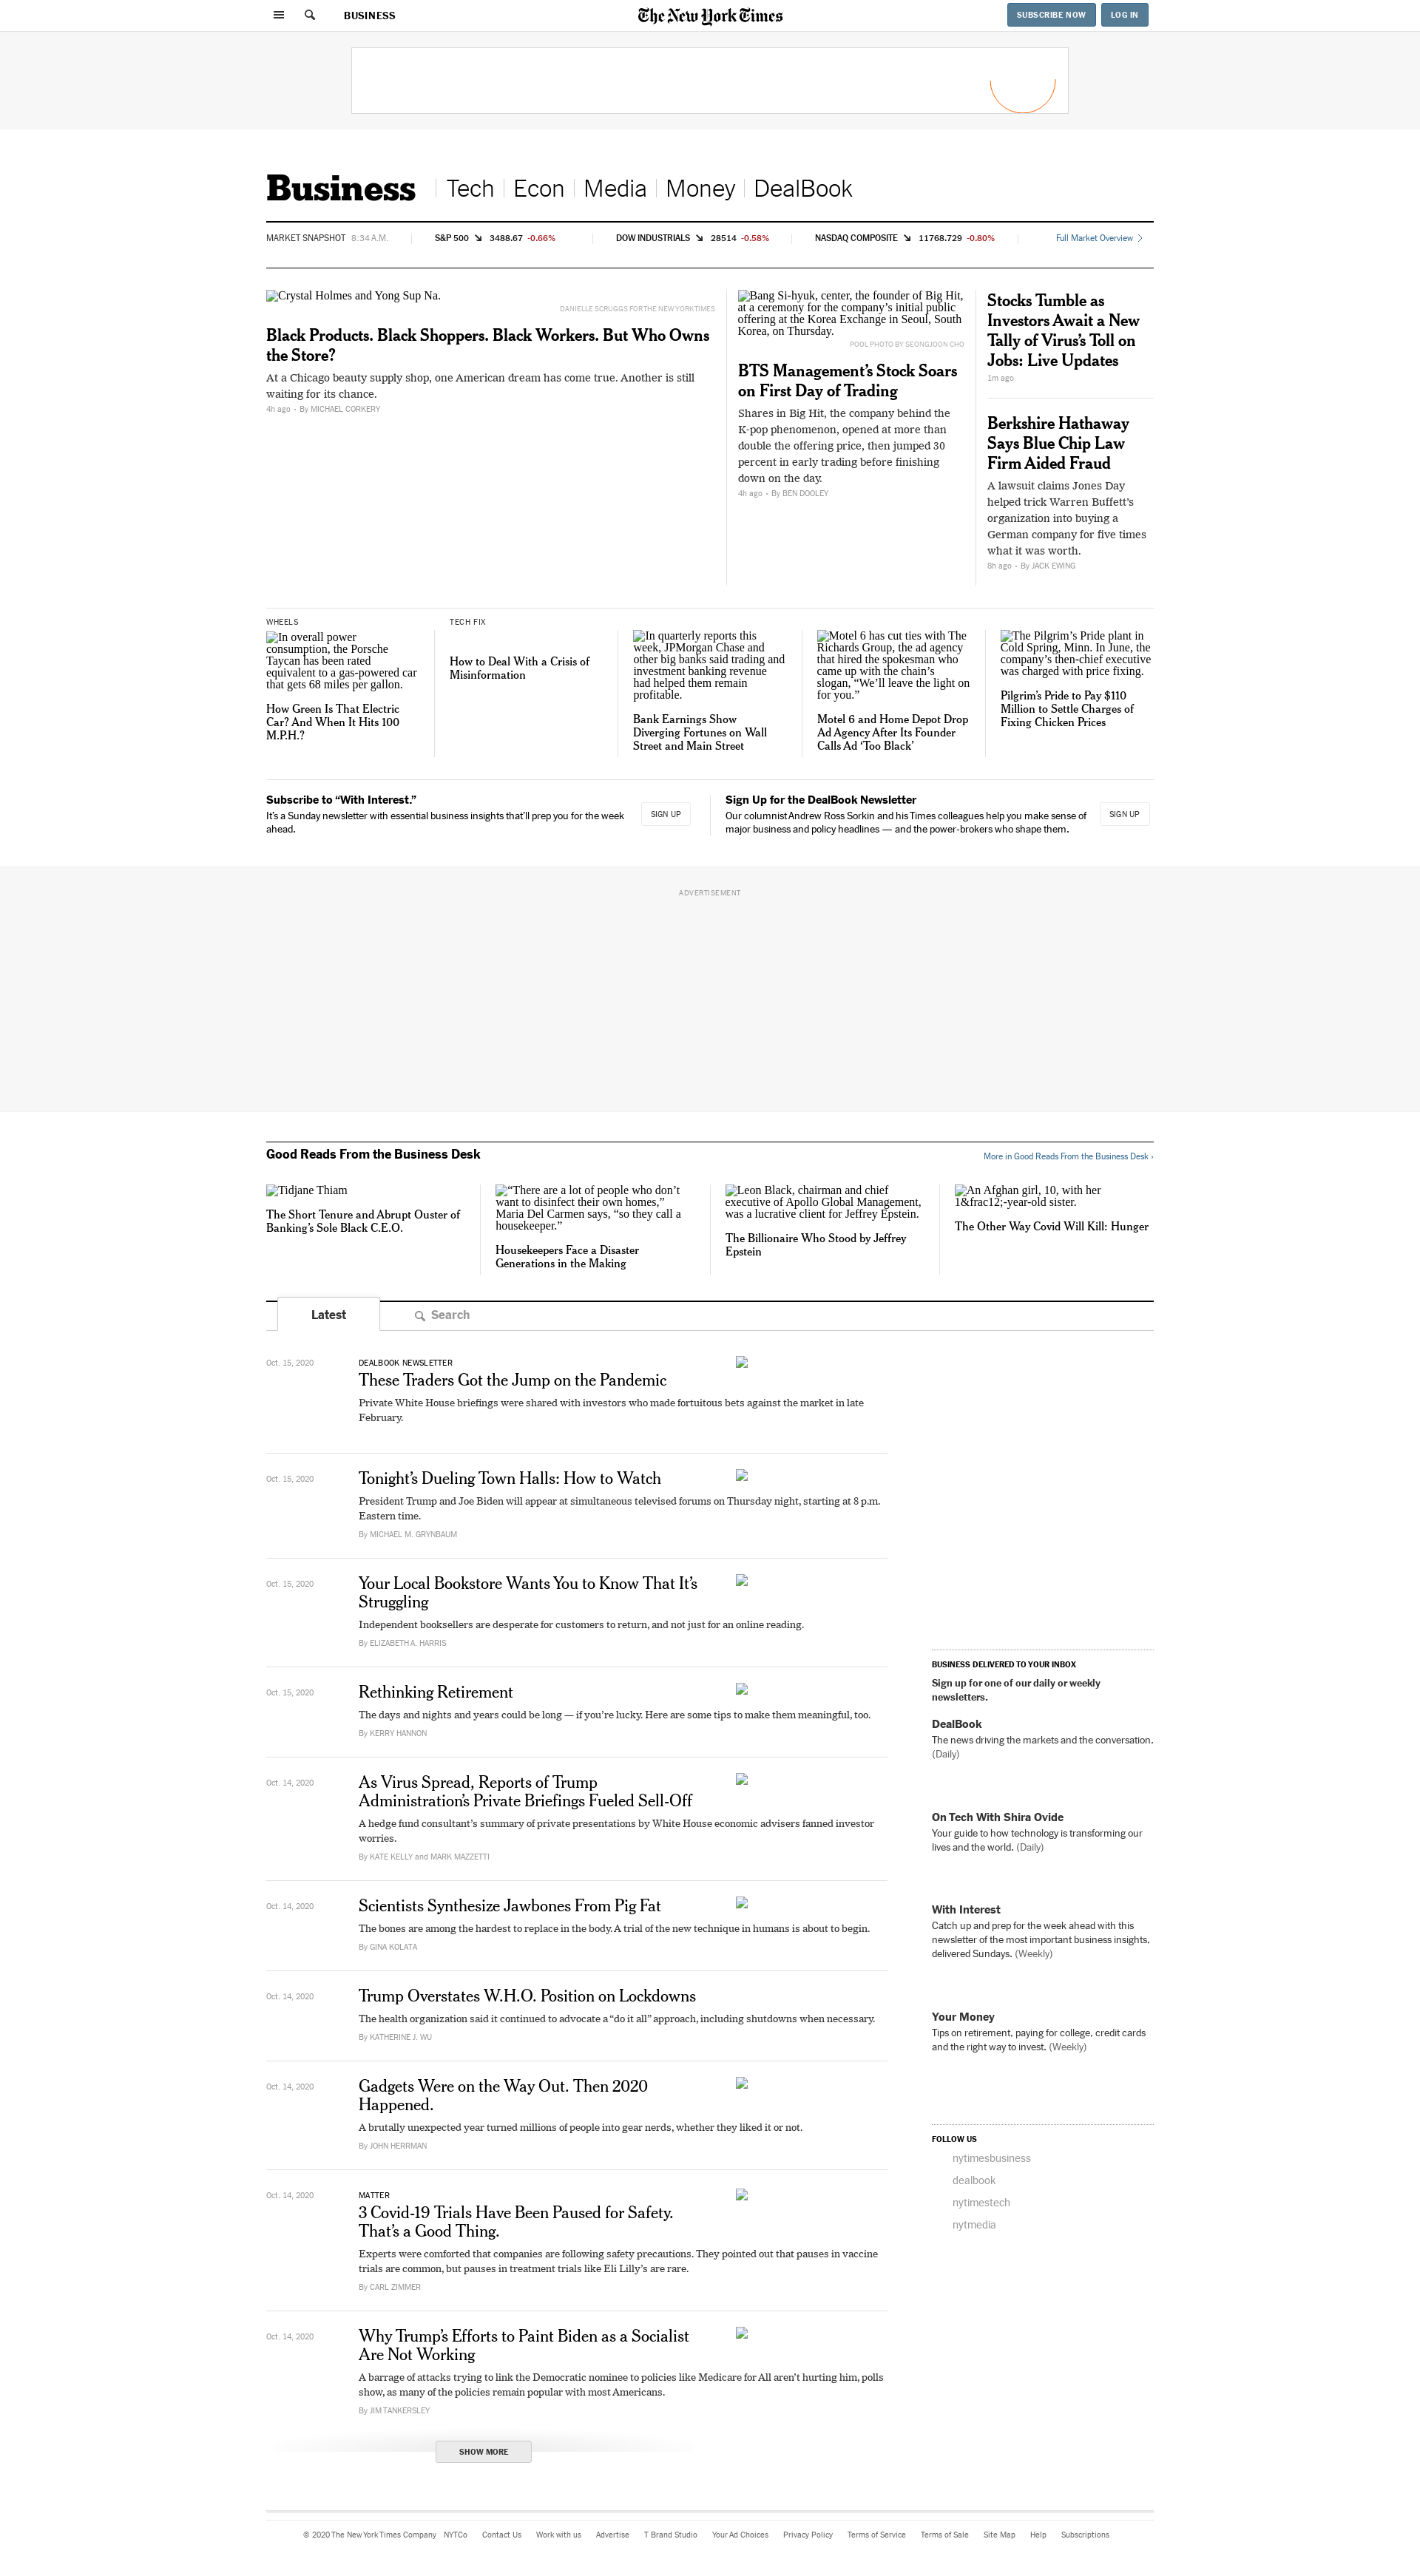 BUSINESS
The New York Times
SUBSCRIBE NOW
LOG IN
Business
Tech
Econ
Media
Money
DealBook
MARKET SNAPSHOT 8:34 A.M.
S&P 500 3488.67 -0.66%
DOW INDUSTRIALS 28514 -0.58%
NASDAQ COMPOSITE 11768.729 -0.80%
Full Market Overview
Crystal Holmes and Yong Sup Na.
DANIELLE SCRUGGS FOR THE NEW YORK TIMES
Black Products. Black Shoppers. Black Workers. But Who Owns
the Store?
At a Chicago beauty supply shop, one American dream has come true. Another is still
waiting for its chance.
4h ago • By MICHAEL CORKERY
Bang Si-hyuk, center, the founder of Big Hit,
at a ceremony for the company’s initial public
offering at the Korea Exchange in Seoul, South
Korea, on Thursday.
POOL PHOTO BY SEONGJOON CHO
BTS Management’s Stock Soars
on First Day of Trading
Shares in Big Hit, the company behind the
K-pop phenomenon, opened at more than
double the offering price, then jumped 30
percent in early trading before finishing
down on the day.
4h ago • By BEN DOOLEY
Stocks Tumble as
Investors Await a New
Tally of Virus’s Toll on
Jobs: Live Updates
1m ago
Berkshire Hathaway
Says Blue Chip Law
Firm Aided Fraud
A lawsuit claims Jones Day
helped trick Warren Buffett’s
organization into buying a
German company for five times
what it was worth.
8h ago • By JACK EWING
WHEELS
In overall power
consumption, the Porsche
Taycan has been rated
equivalent to a gas-powered car
that gets 68 miles per gallon.
How Green Is That Electric
Car? And When It Hits 100
M.P.H.?
TECH FIX
How to Deal With a Crisis of
Misinformation
In quarterly reports this
week, JPMorgan Chase and
other big banks said trading and
investment banking revenue
had helped them remain
profitable.
Bank Earnings Show
Diverging Fortunes on Wall
Street and Main Street
Motel 6 has cut ties with The
Richards Group, the ad agency
that hired the spokesman who
came up with the chain’s
slogan, “We’ll leave the light on
for you.”
Motel 6 and Home Depot Drop
Ad Agency After Its Founder
Calls Ad ‘Too Black’
The Pilgrim’s Pride plant in
Cold Spring, Minn. In June, the
company’s then-chief executive
was charged with price fixing.
Pilgrim’s Pride to Pay $110
Million to Settle Charges of
Fixing Chicken Prices
Subscribe to “With Interest.”
It’s a Sunday newsletter with essential business insights that’ll prep you for the week
ahead.
SIGN UP
Sign Up for the DealBook Newsletter
Our columnist Andrew Ross Sorkin and his Times colleagues help you make sense of
major business and policy headlines — and the power-brokers who shape them.
SIGN UP
ADVERTISEMENT
Good Reads From the Business Desk
More in Good Reads From the Business Desk ›
Tidjane Thiam
The Short Tenure and Abrupt Ouster of
Banking’s Sole Black C.E.O.
“There are a lot of people who don’t
want to disinfect their own homes,”
Maria Del Carmen says, “so they call a
housekeeper.”
Housekeepers Face a Disaster
Generations in the Making
Leon Black, chairman and chief
executive of Apollo Global Management,
was a lucrative client for Jeffrey Epstein.
The Billionaire Who Stood by Jeffrey
Epstein
An Afghan girl, 10, with her
1&frac12;-year-old sister.
The Other Way Covid Will Kill: Hunger
Latest
Search
Oct. 15, 2020
DEALBOOK NEWSLETTER
These Traders Got the Jump on the Pandemic
Private White House briefings were shared with investors who made fortuitous bets against the market in late
February.
Oct. 15, 2020
Tonight’s Dueling Town Halls: How to Watch
President Trump and Joe Biden will appear at simultaneous televised forums on Thursday night, starting at 8 p.m.
Eastern time.
By MICHAEL M. GRYNBAUM
Oct. 15, 2020
Your Local Bookstore Wants You to Know That It’s
Struggling
Independent booksellers are desperate for customers to return, and not just for an online reading.
By ELIZABETH A. HARRIS
Oct. 15, 2020
Rethinking Retirement
The days and nights and years could be long — if you’re lucky. Here are some tips to make them meaningful, too.
By KERRY HANNON
Oct. 14, 2020
As Virus Spread, Reports of Trump
Administration’s Private Briefings Fueled Sell-Off
A hedge fund consultant’s summary of private presentations by White House economic advisers fanned investor
worries.
By KATE KELLY and MARK MAZZETTI
Oct. 14, 2020
Scientists Synthesize Jawbones From Pig Fat
The bones are among the hardest to replace in the body. A trial of the new technique in humans is about to begin.
By GINA KOLATA
Oct. 14, 2020
Trump Overstates W.H.O. Position on Lockdowns
The health organization said it continued to advocate a “do it all” approach, including shutdowns when necessary.
By KATHERINE J. WU
Oct. 14, 2020
Gadgets Were on the Way Out. Then 2020
Happened.
A brutally unexpected year turned millions of people into gear nerds, whether they liked it or not.
By JOHN HERRMAN
Oct. 14, 2020
MATTER
3 Covid-19 Trials Have Been Paused for Safety.
That’s a Good Thing.
Experts were comforted that companies are following safety precautions. They pointed out that pauses in vaccine
trials are common, but pauses in treatment trials like Eli Lilly’s are rare.
By CARL ZIMMER
Oct. 14, 2020
Why Trump’s Efforts to Paint Biden as a Socialist
Are Not Working
A barrage of attacks trying to link the Democratic nominee to policies like Medicare for All aren’t hurting him, polls
show, as many of the policies remain popular with most Americans.
By JIM TANKERSLEY
SHOW MORE
BUSINESS DELIVERED TO YOUR INBOX
Sign up for one of our daily or weekly
newsletters.
DealBook
The news driving the markets and the conversation.
(Daily)
On Tech With Shira Ovide
Your guide to how technology is transforming our
lives and the world. (Daily)
With Interest
Catch up and prep for the week ahead with this
newsletter of the most important business insights,
delivered Sundays. (Weekly)
Your Money
Tips on retirement, paying for college, credit cards
and the right way to invest. (Weekly)
FOLLOW US
nytimesbusiness
dealbook
nytimestech
nytmedia
© 2020 The New York Times Company NYTCo Contact Us Work with us Advertise T Brand Studio Your Ad Choices Privacy Policy Terms of Service Terms of Sale Site Map Help Subscriptions